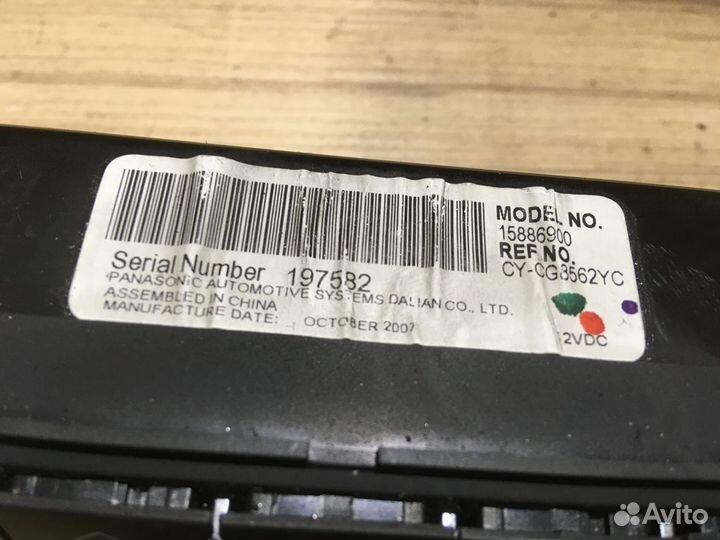 MODEL NO.
15886900
REF NO.
CY-CG8562YC
Serial Number 197582
PANASONIC AUTOMOTIVE SYSTEMS DALIAN CO., LTD.
ASSEMBLED IN CHINA
MANUFACTURE DATE: OCTOBER 2007
12VDC
Avito